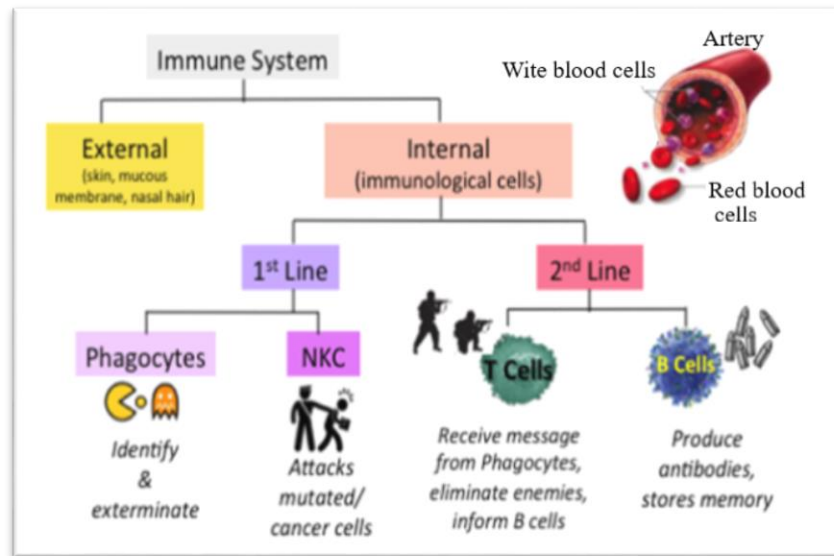 Immune System
Artery
Wite blood cells
External
(skin, mucous
membrane, nasal hair)
Internal
(immunological cells)
Red blood
cells
1st Line
2nd Line
Phagocytes
NKC
T Cells
B Cells
Identify
&
exterminate
Attacks
mutated/
cancer cells
Receive message
from Phagocytes,
eliminate enemies,
inform B cells
Produce
antibodies,
stores memory